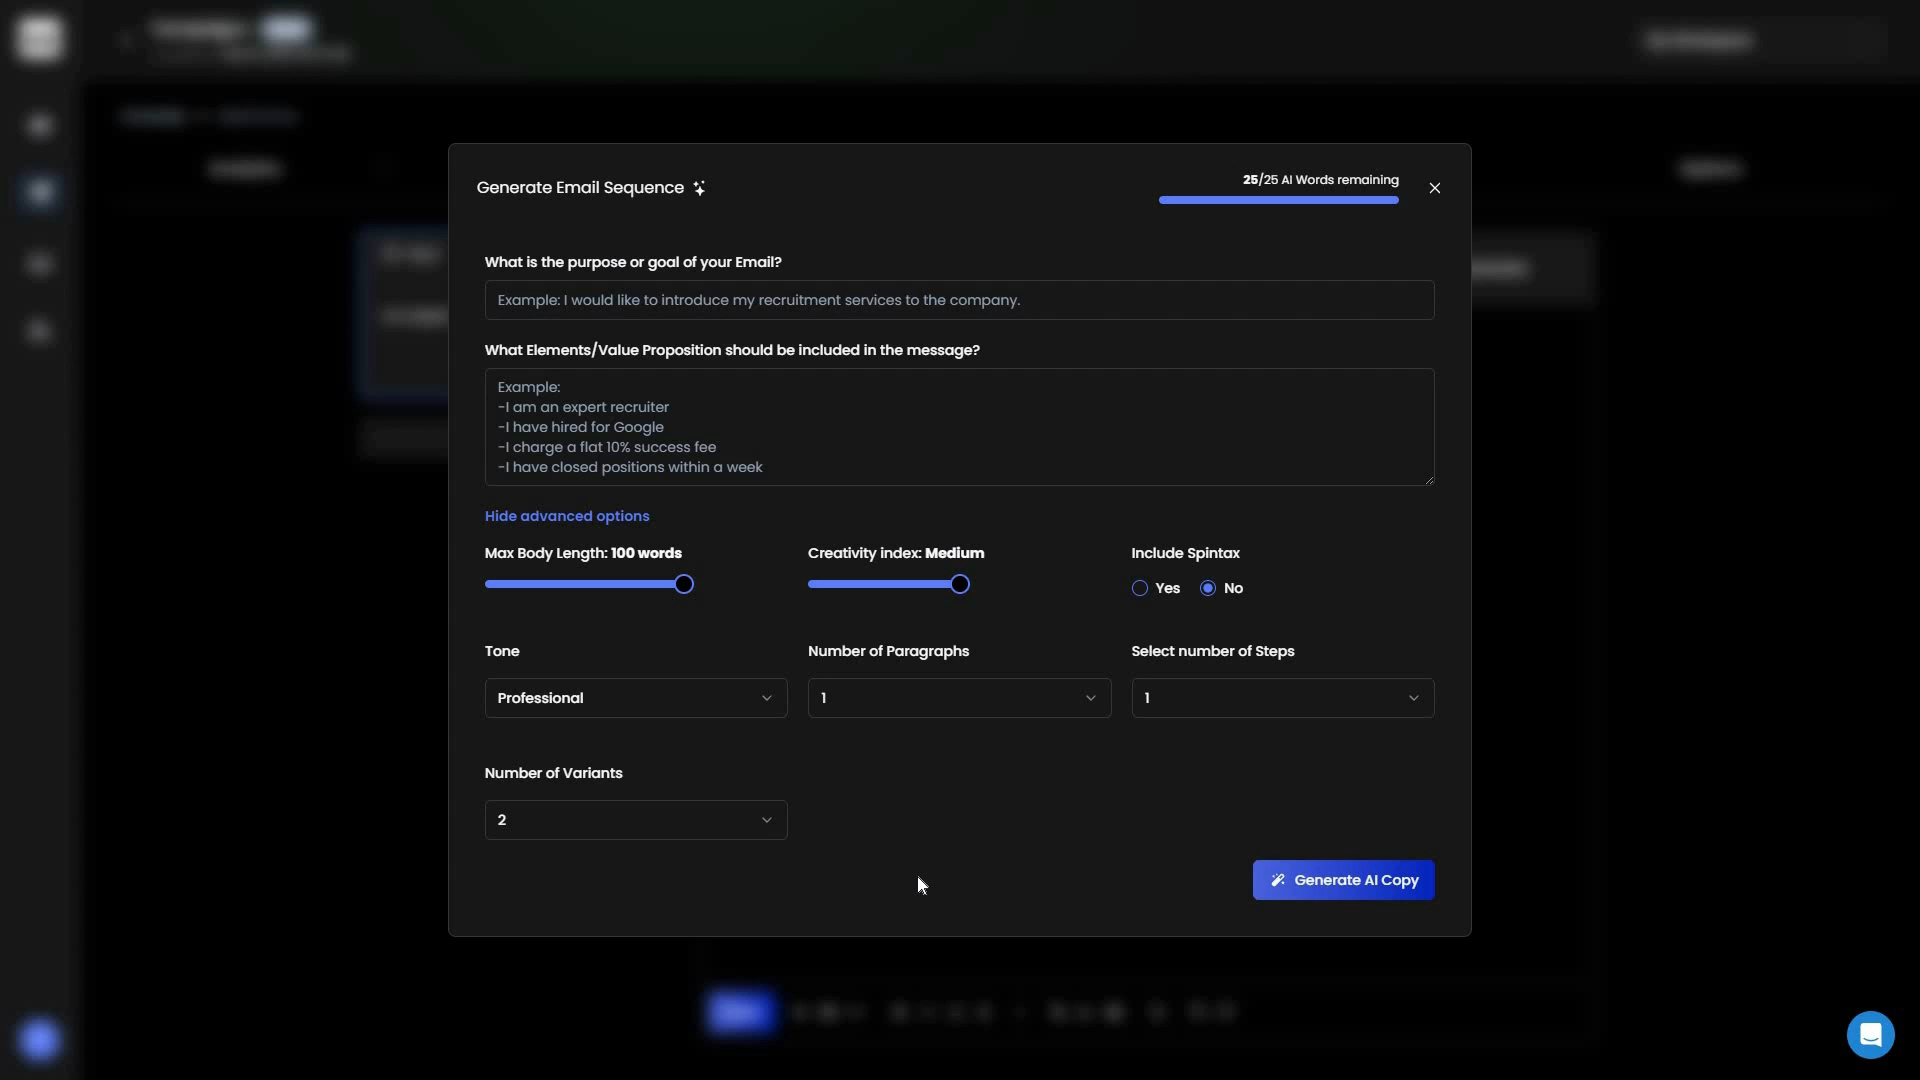 Generate Email Sequence
25/25 AI Words remaining
What is the purpose or goal of your Email?
Example: I would like to introduce my recruitment services to the company.
What Elements/Value Proposition should be included in the message?
Example:
-I am an expert recruiter
-I have hired for Google
-I charge a flat 10% success fee
-I have closed positions within a week
Hide advanced options
Max Body Length: 100 words
Creativity index: Medium
Include Spintax
Yes
No
Tone
Number of Paragraphs
Select number of Steps
Professional
1
1
Number of Variants
2
Generate AI Copy